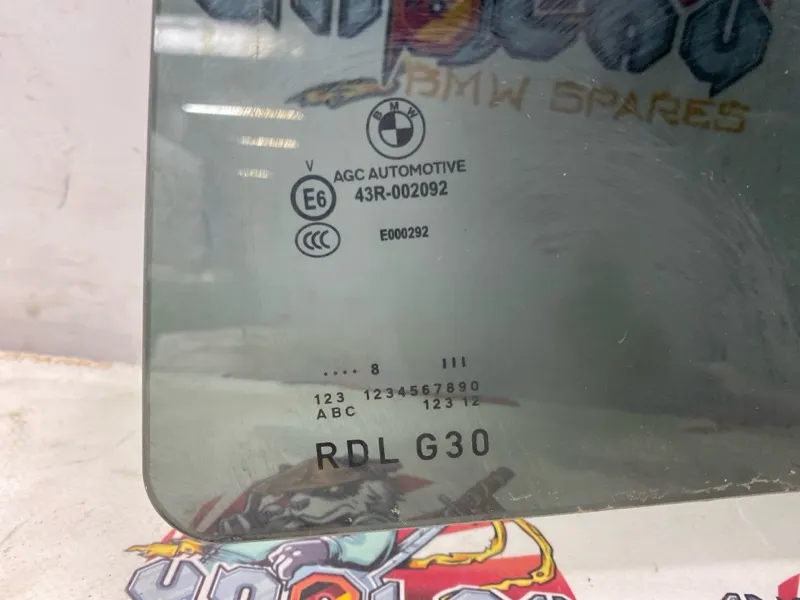 BMW SPARES
BMW
AGC AUTOMOTIVE
V
E6
43R-002092
CCC
E000292
.... 8 III
123 1234567890
ABC 123 12
RDL G30